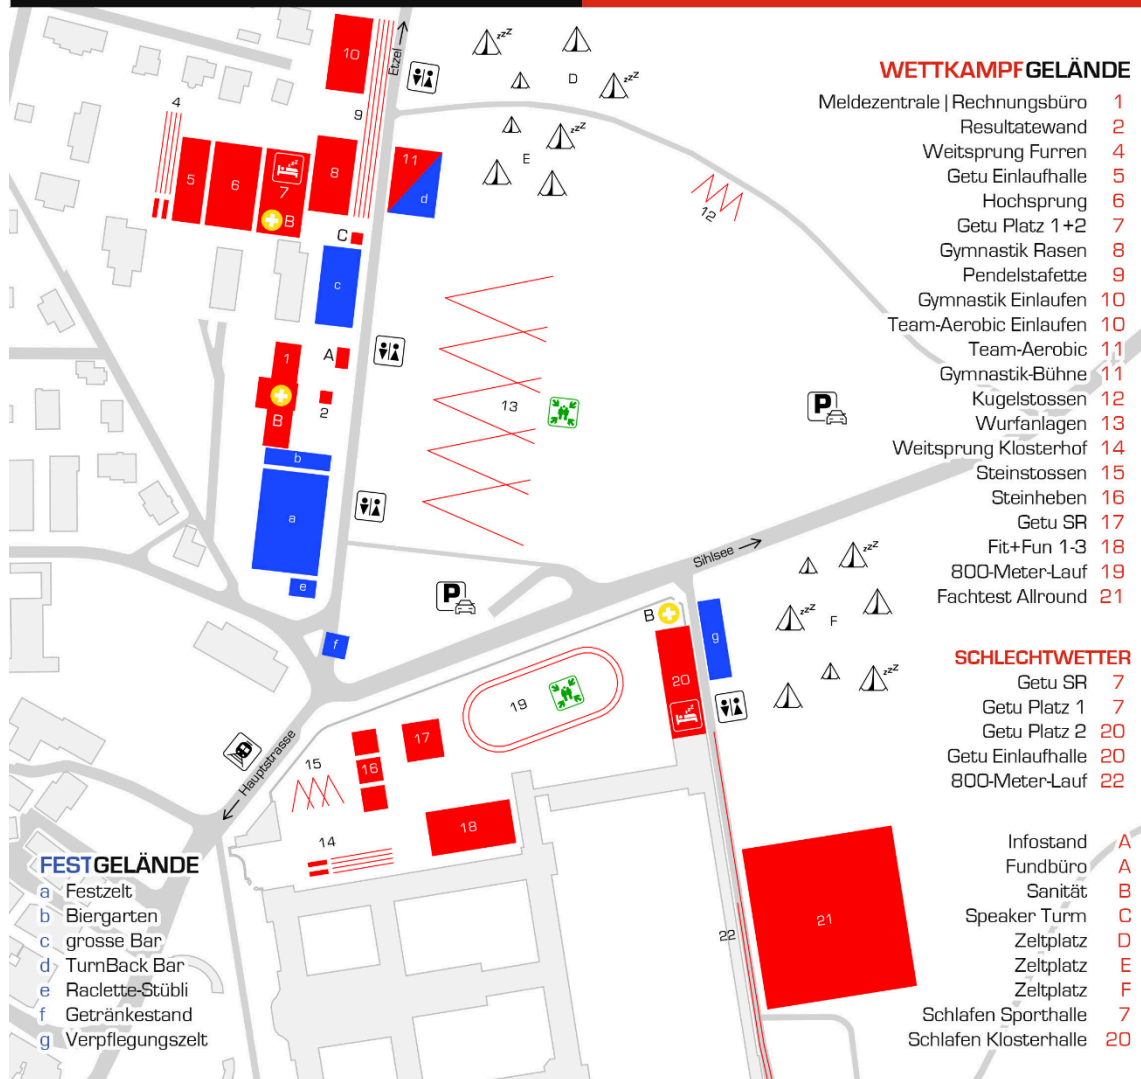 WETTKAMPFGELÄNDE
Meldezentrale | Rechnungsbüro 1
Resultatewand 2
Weitsprung Furren 4
Getu Einlaufhalle 5
Hochsprung 6
Getu Platz 1+2 7
Gymnastik Rasen 8
Pendelstafette 9
Gymnastik Einlaufen 10
Team-Aerobic Einlaufen 10
Team-Aerobic 11
Gymnastik-Bühne 11
Kugelstossen 12
Wurfanlagen 13
Weitsprung Klosterhof 14
Steinstossen 15
Steinheben 16
Getu SR 17
Fit+Fun 1-3 18
800-Meter-Lauf 19
Fachtest Allround 21
SCHLECHTWETTER
Getu SR 7
Getu Platz 1 7
Getu Platz 2 20
Getu Einlaufhalle 20
800-Meter-Lauf 22
Infostand A
Fundbüro A
Sanität B
Speaker Turm C
Zeltplatz D
Zeltplatz E
Zeltplatz F
Schlafen Sporthalle 7
Schlafen Klosterhalle 20
FESTGELÄNDE
a Festzelt
b Biergarten
c grosse Bar
d TurnBack Bar
e Raclette-Stübli
f Getränkestand
g Verpflegungszelt
10
Etzel
zzz
D
zzz
4
9
zzz
E
5
6
7
8
11
d
12
B
C
c
1
A
2
B
13
P
b
a
e
f
P
Sihlsee
zzz
zzz
F
zzz
B
g
20
19
17
16
15
14
18
Hauptstrasse
21
22